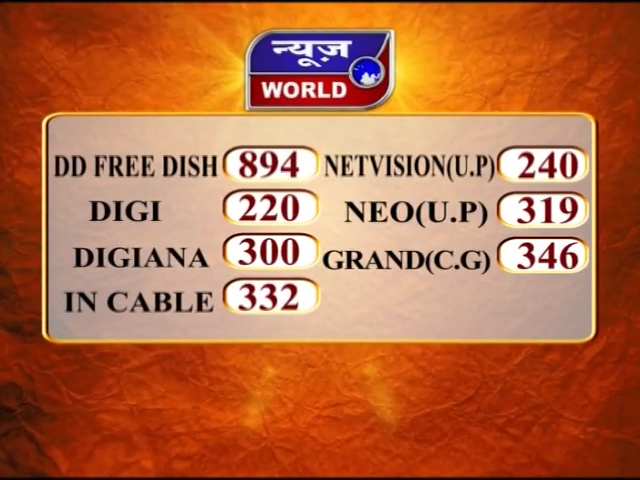 न्यूज़
WORLD
DD FREE DISH 894 NETVISION(U.P) 240
DIGI 220 NEO(U.P) 319
DIGIANA 300 GRAND(C.G) 346
IN CABLE 332